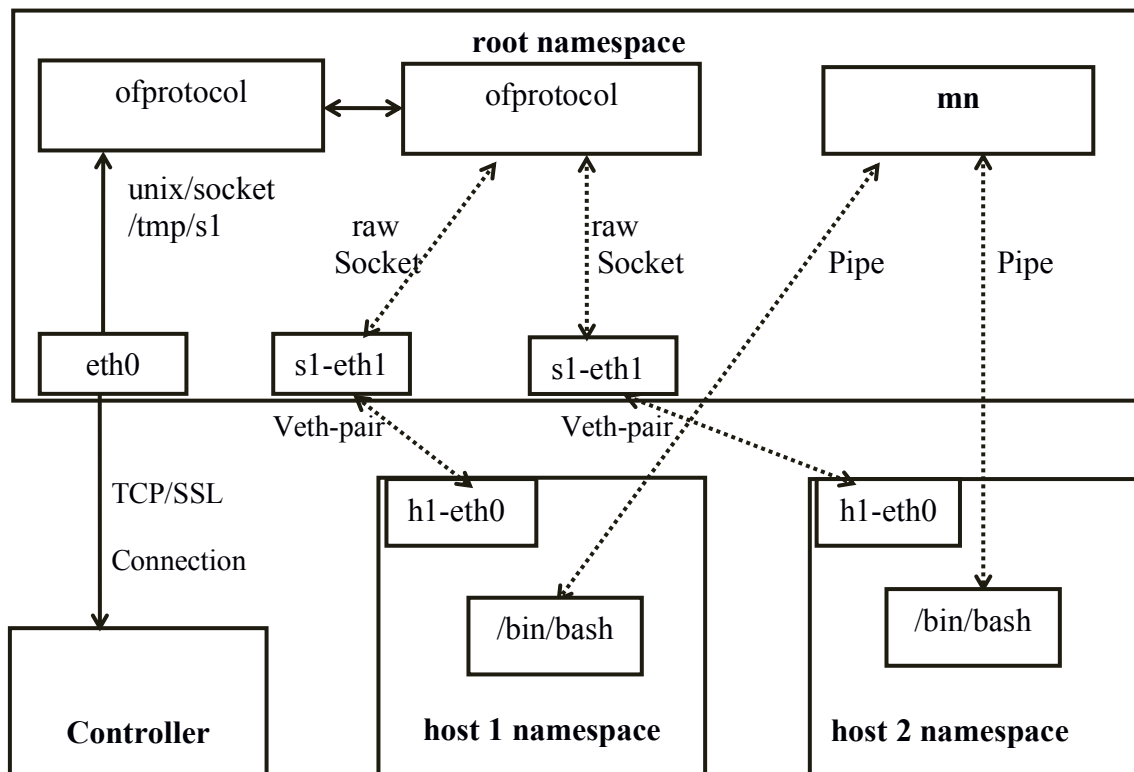 root namespace
ofprotocol
ofprotocol
mn
unix/socket
/tmp/s1
raw
Socket
raw
Socket
Pipe
Pipe
eth0
s1-eth1
s1-eth1
Veth-pair
Veth-pair
TCP/SSL
Connection
h1-eth0
h1-eth0
/bin/bash
/bin/bash
Controller
host 1 namespace
host 2 namespace